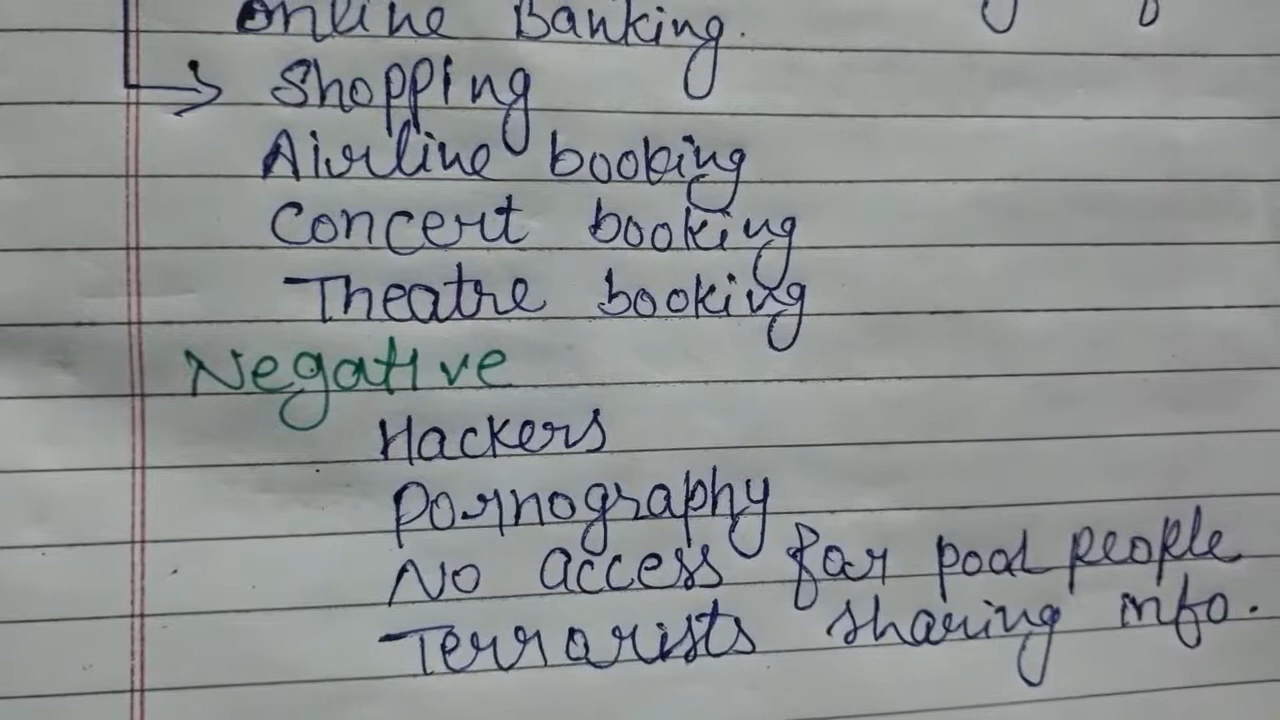 Online Banking.
→ Shopping
Airline booking
Concert booking
Theatre booking
Negative
Hackers
Pornography
No access for poor people
Terrorists sharing info.